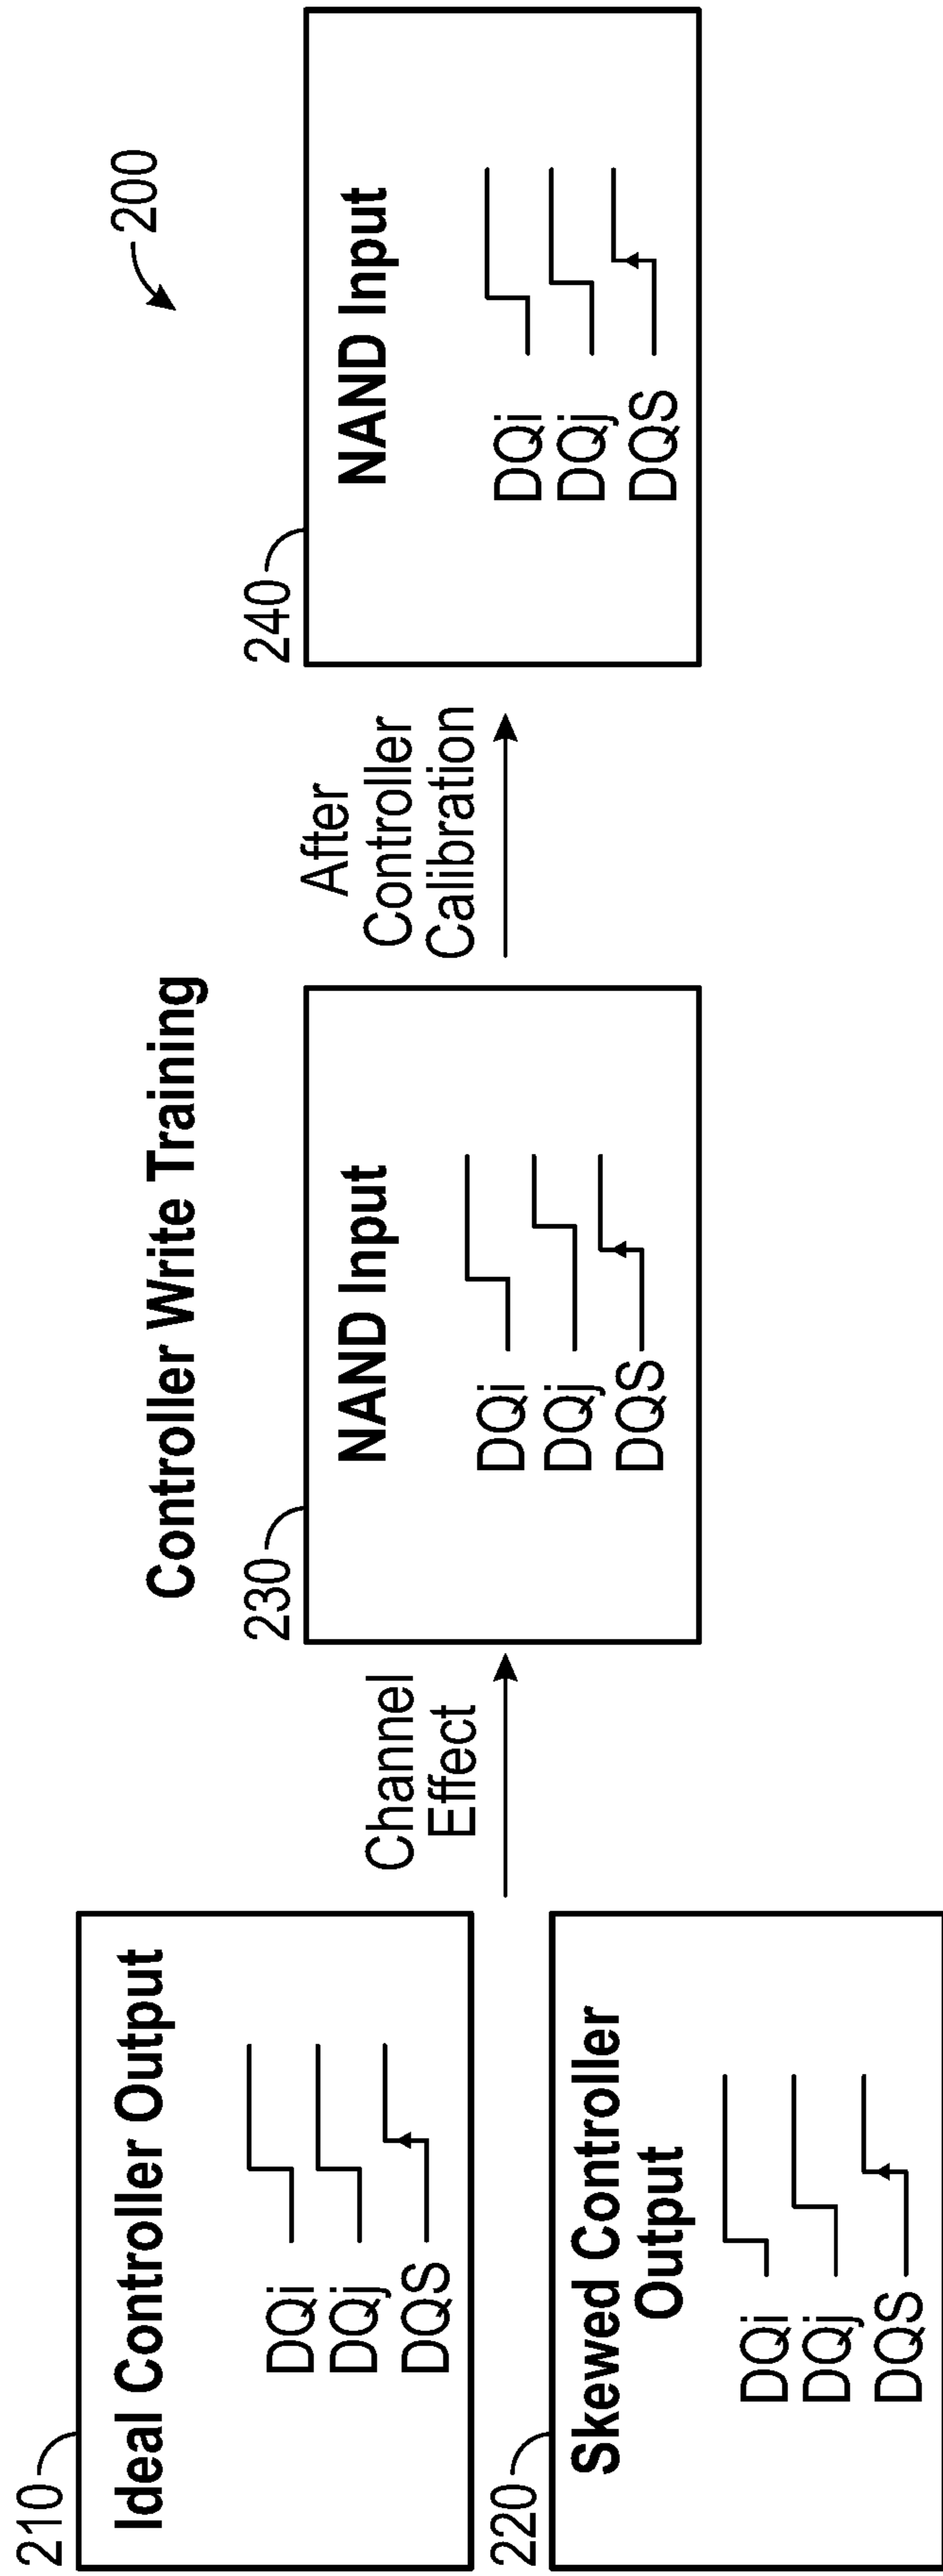 200
Controller Write Training
210
Ideal Controller Output
DQi
DQj
DQS
220
Skewed Controller
Output
DQi
DQj
DQS
Channel
Effect
230
NAND Input
DQi
DQj
DQS
After
Controller
Calibration
240
NAND Input
DQi
DQj
DQS